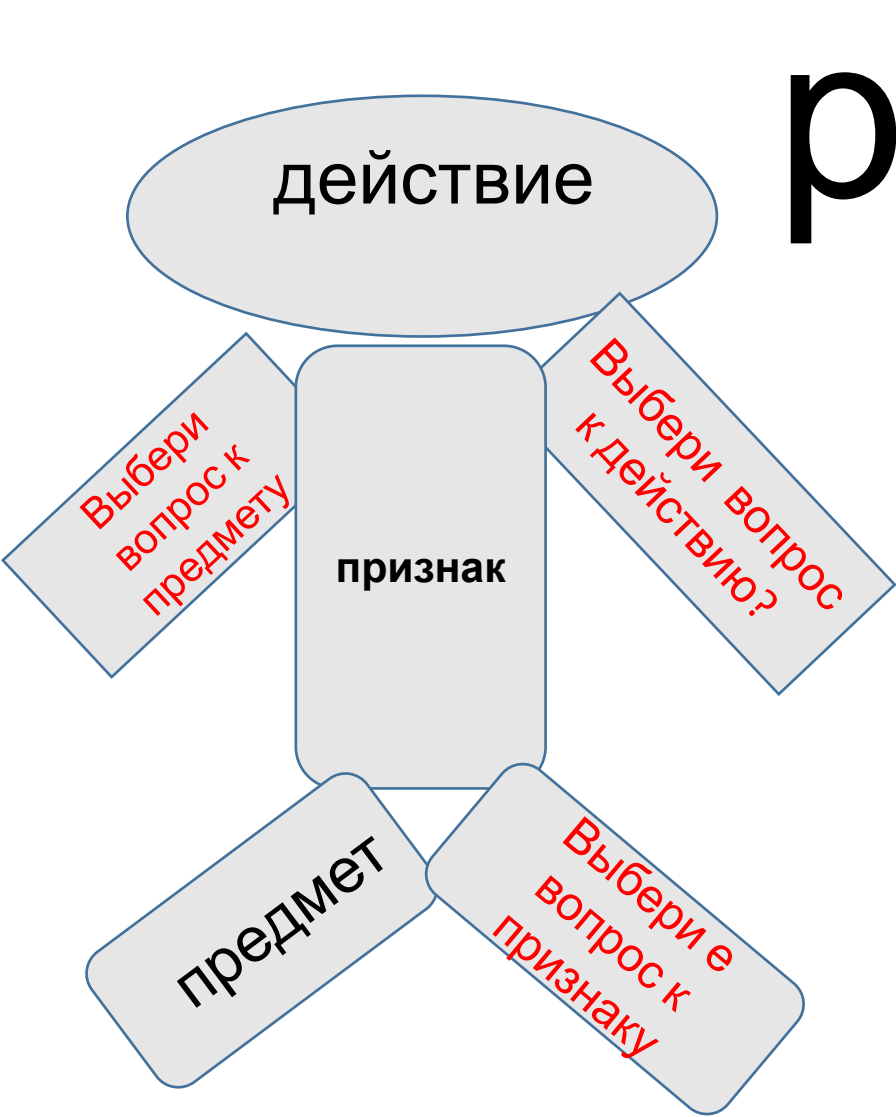 р
действие
Выбери
вопрос к
предмету
Выбери вопрос
к действию?
признак
предмет
Выбери е
вопрос к
признаку